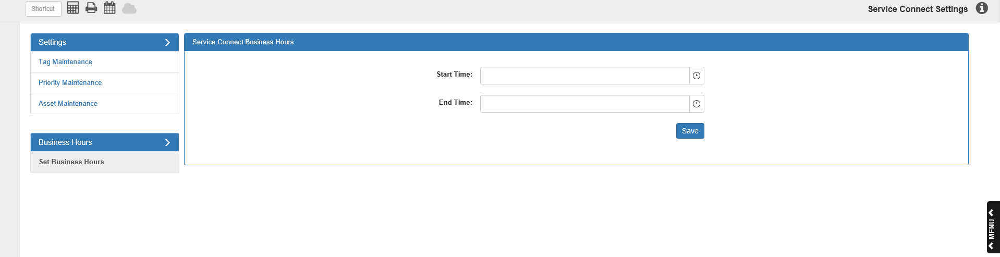 Shortcut
Service Connect Settings
Settings
Tag Maintenance
Priority Maintenance
Asset Maintenance
Business Hours
Set Business Hours
Service Connect Business Hours
Start Time:
End Time:
Save
MENU